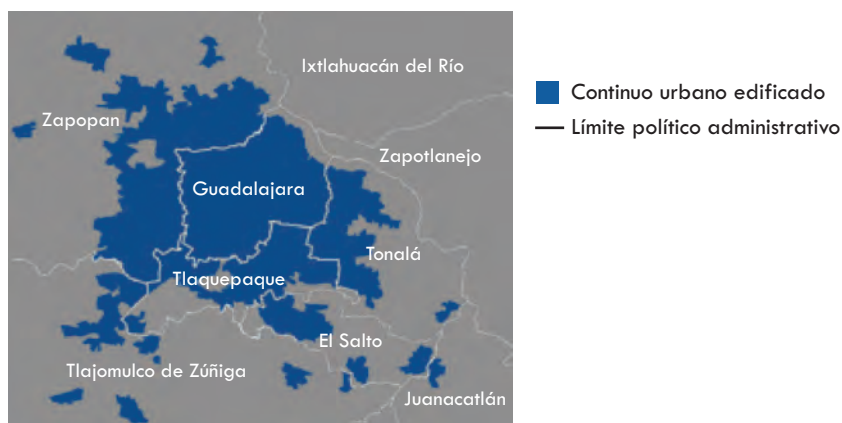 Ixtlahuacán del Río
Continuo urbano edificado
Zapopan
Límite político administrativo
Zapotlanejo
Guadalajara
Tonalá
Tlaquepaque
El Salto
Tlajomulco de Zúñiga
Juanacatlán